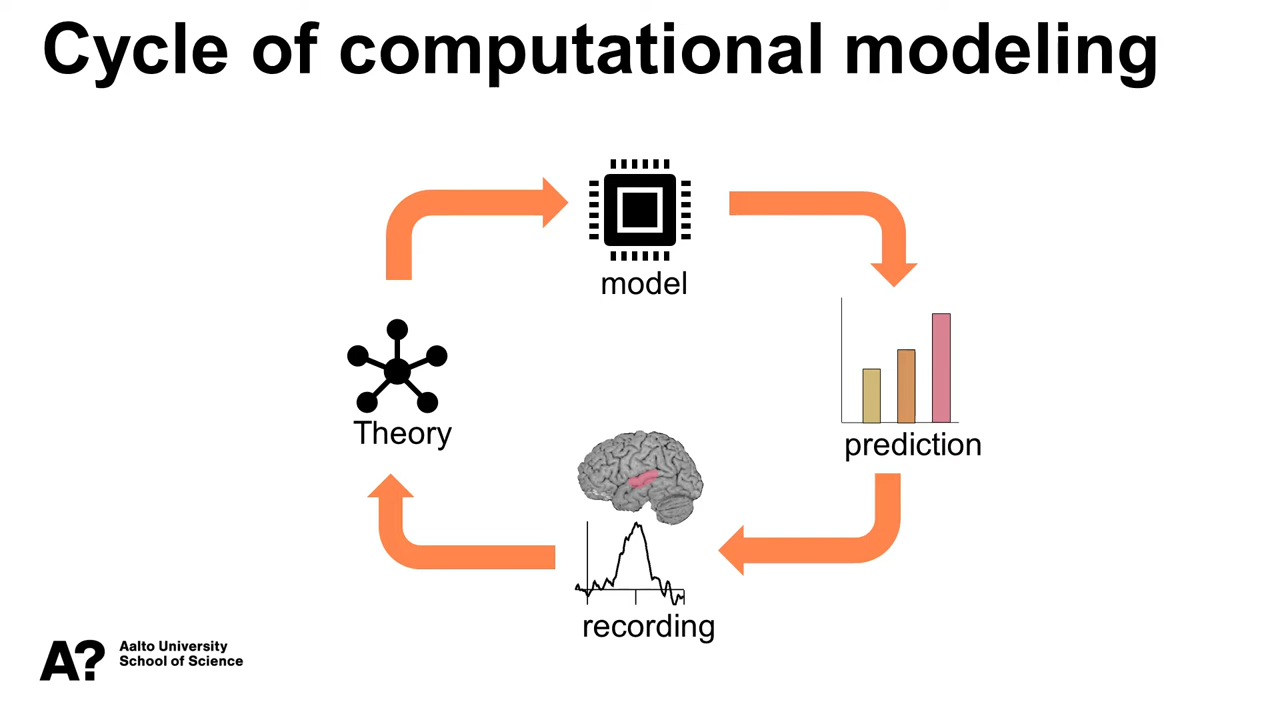 Cycle of computational modeling
model
Theory
prediction
recording
A?
Aalto University
School of Science